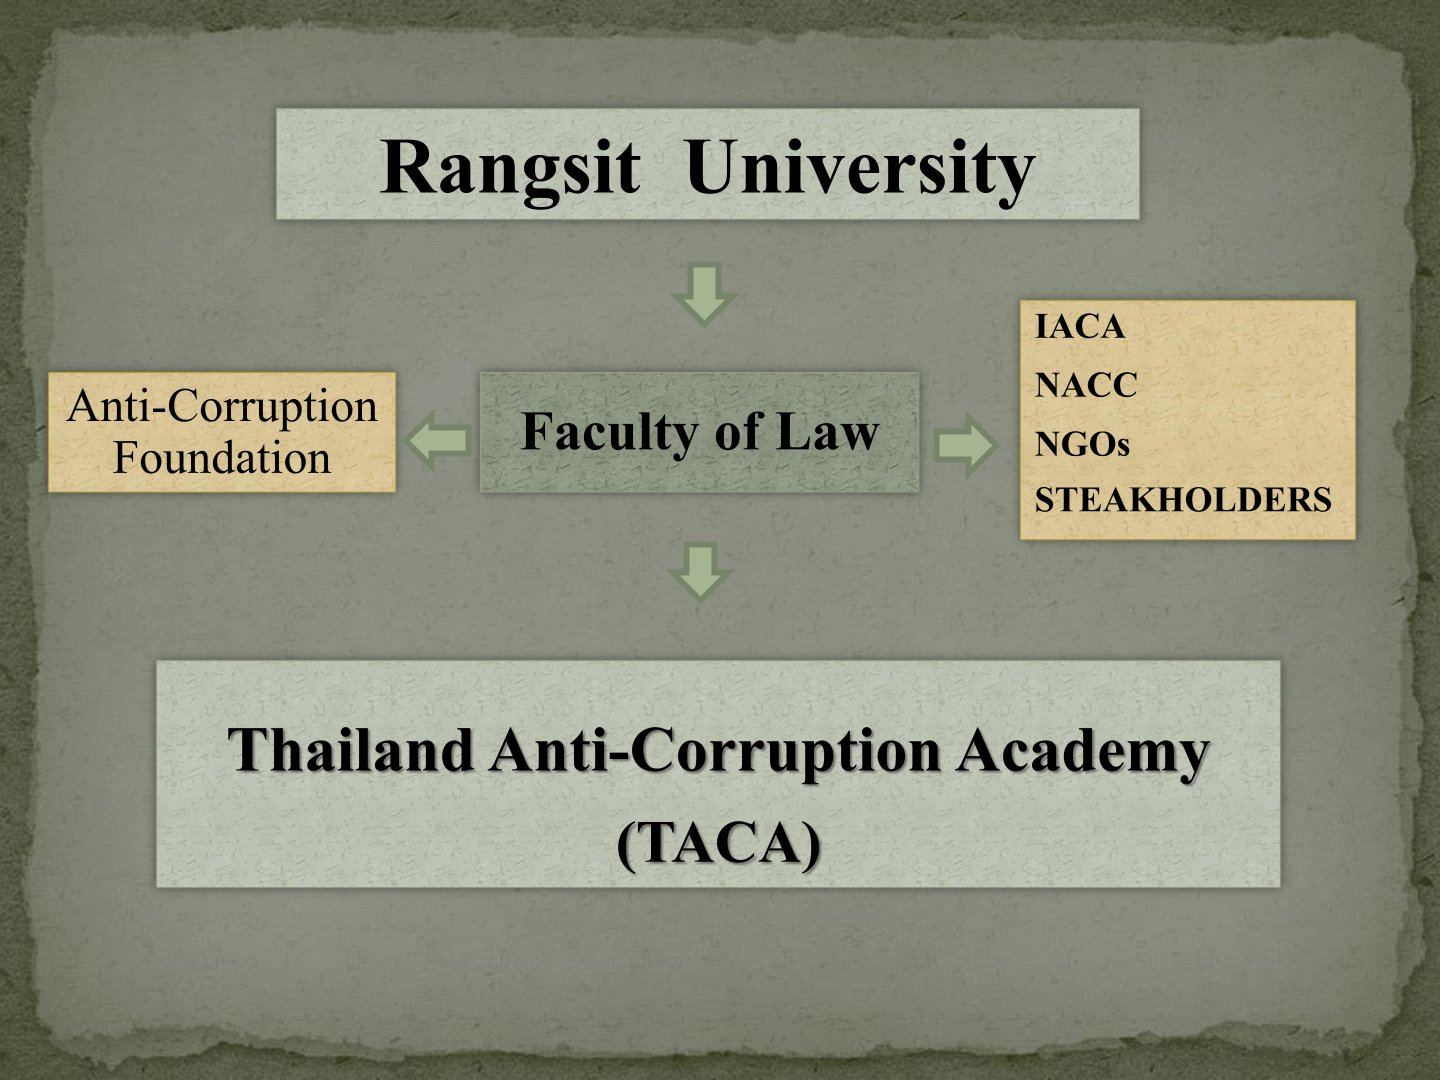 Rangsit University
IACA
NACC
NGOs
STEAKHOLDERS
Anti-Corruption
Foundation
Faculty of Law
Thailand Anti-Corruption Academy
(TACA)